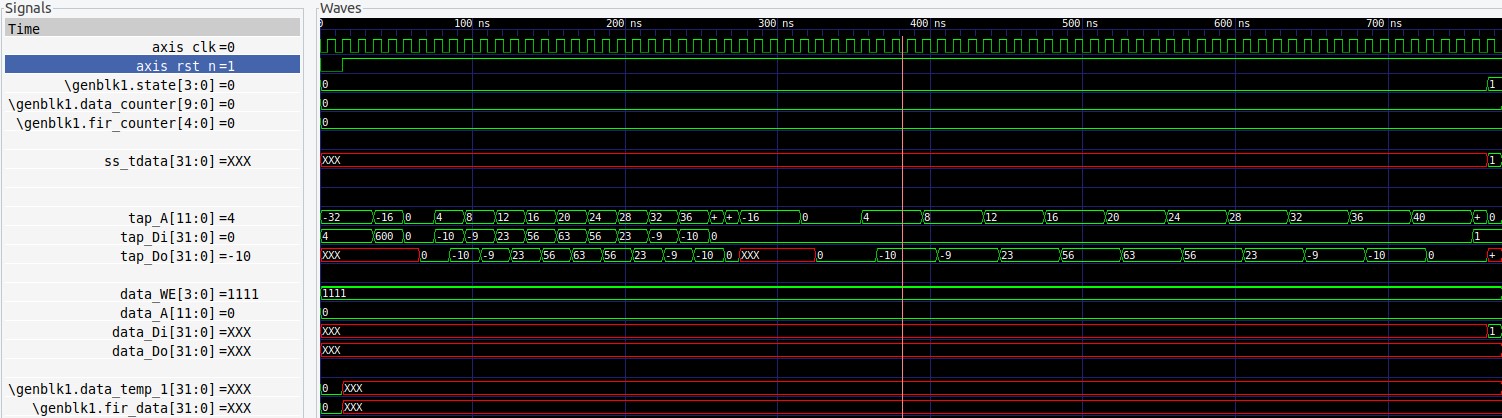 Signals Waves
Time 0 100 ns 200 ns 300 ns 400 ns 500 ns 600 ns 700 ns
axis_clk=0
axis_rst_n=1
\genblk1.state[3:0]=0 0 1
\genblk1.data_counter[9:0]=0 0
\genblk1.fir_counter[4:0]=0 0
ss_tdata[31:0]=XXX XXX 1
tap_A[11:0]=4 -32 -16 0 4 8 12 16 20 24 28 32 36 + + -16 0 4 8 12 16 20 24 28 32 36 40 + 0
tap_Di[31:0]=0 4 600 0 -10 -9 23 56 63 56 23 -9 -10 0 1
tap_Do[31:0]=-10 XXX 0 -10 -9 23 56 63 56 23 -9 -10 0 XXX 0 -10 -9 23 56 63 56 23 -9 -10 0 +
data_WE[3:0]=1111 1111
data_A[11:0]=0 0
data_Di[31:0]=XXX XXX 1
data_Do[31:0]=XXX XXX
\genblk1.data_temp_1[31:0]=XXX 0 XXX
\genblk1.fir_data[31:0]=XXX 0 XXX